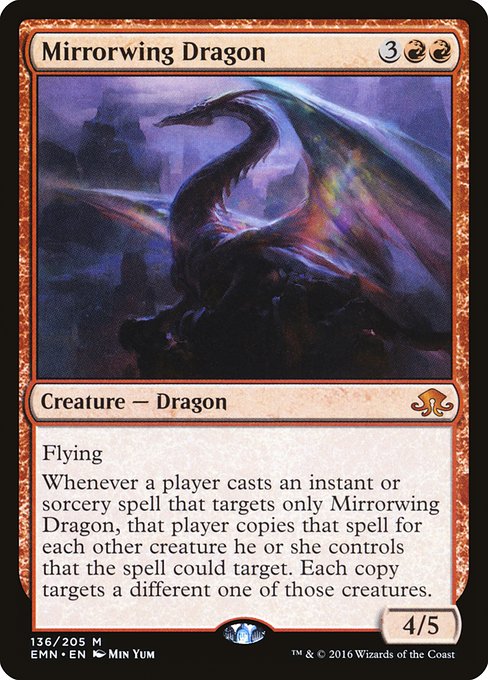 Mirrorwing Dragon 3
Creature — Dragon
Flying
Whenever a player casts an instant or
sorcery spell that targets only Mirrorwing
Dragon, that player copies that spell for
each other creature he or she controls
that the spell could target. Each copy
targets a different one of those creatures.
4/5
136/205 M
EMN • EN Min Yum
™ & © 2016 Wizards of the Coast